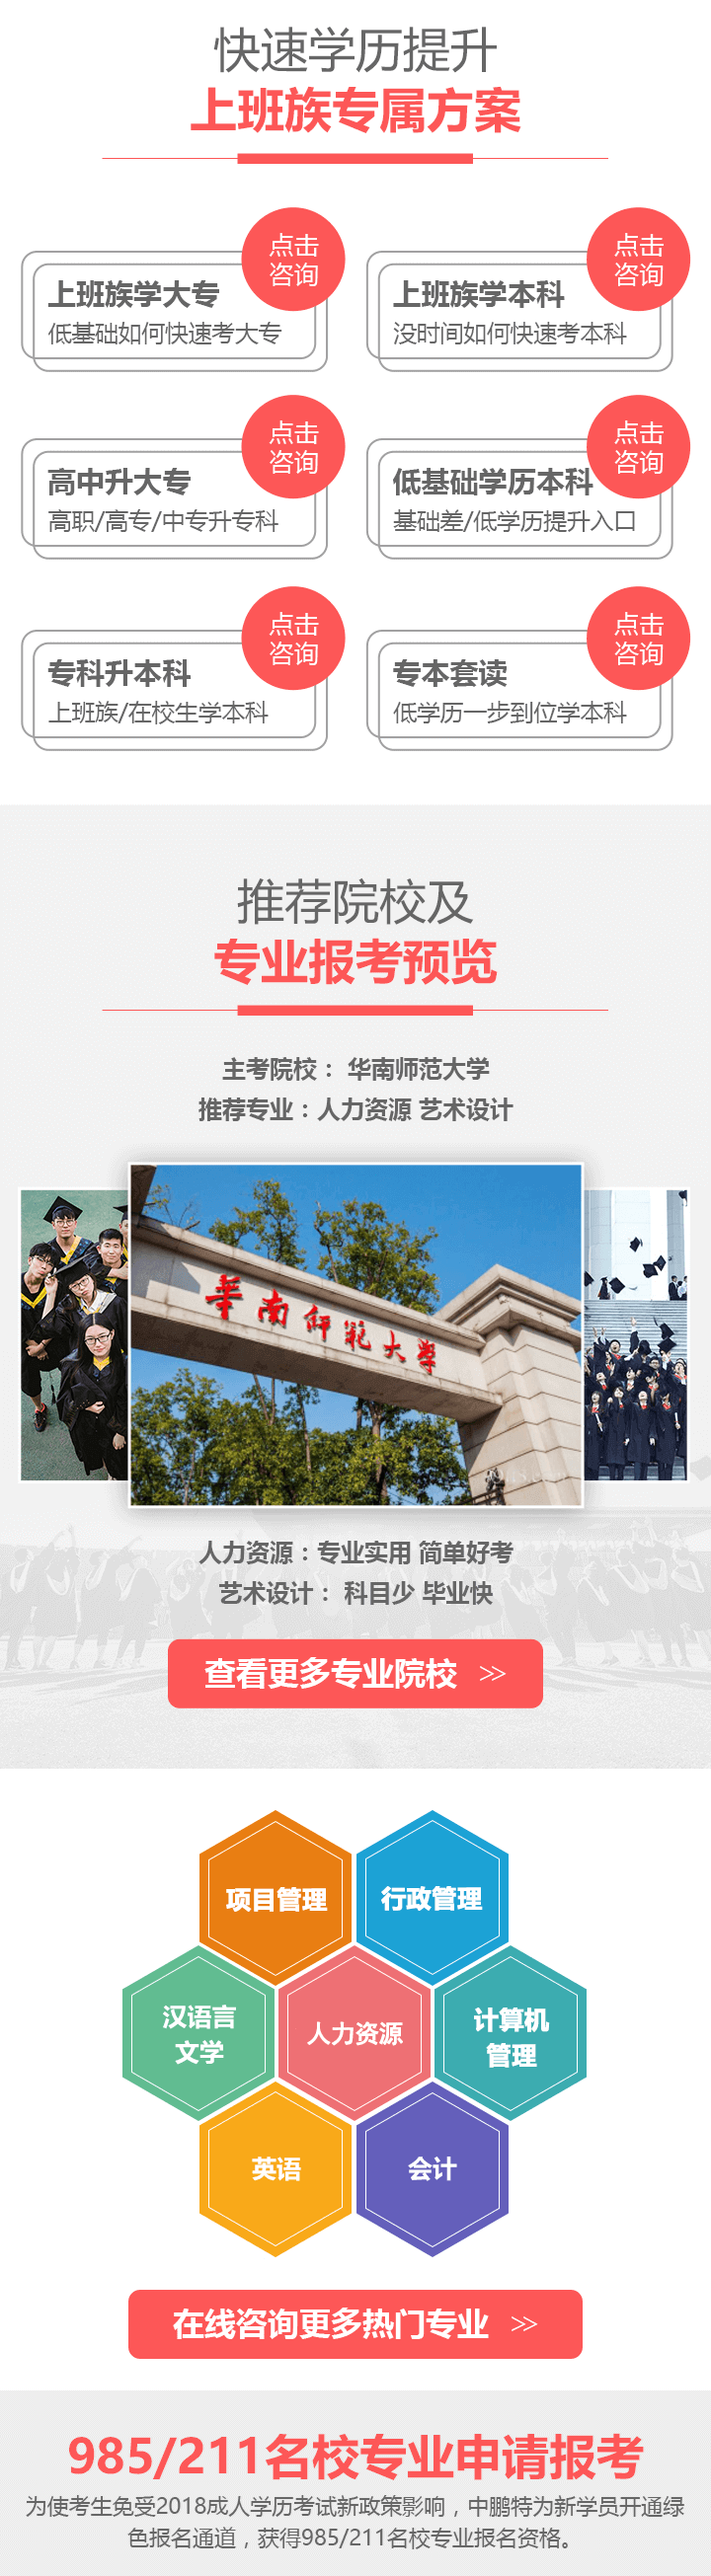 快速学历提升
上班族专属方案
点击
咨询
上班族学大专
低基础如何快速考大专
点击
咨询
上班族学本科
没时间如何快速考本科
点击
咨询
高中升大专
高职/高专/中专升专科
点击
咨询
低基础学历本科
基础差/低学历提升入口
点击
咨询
专科升本科
上班族/在校生学本科
点击
咨询
专本套读
低学历一步到位学本科
推荐院校及
专业报考预览
主考院校： 华南师范大学
推荐专业：人力资源 艺术设计
華南师范大学
人力资源：专业实用 简单好考
艺术设计： 科目少 毕业快
查看更多专业院校 >>
项目管理
行政管理
汉语言
文学
人力资源
计算机
管理
英语
会计
在线咨询更多热门专业 >>
985/211名校专业申请报考
为使考生免受2018成人学历考试新政策影响，中鹏特为新学员开通绿
色报名通道，获得985/211名校专业报名资格。